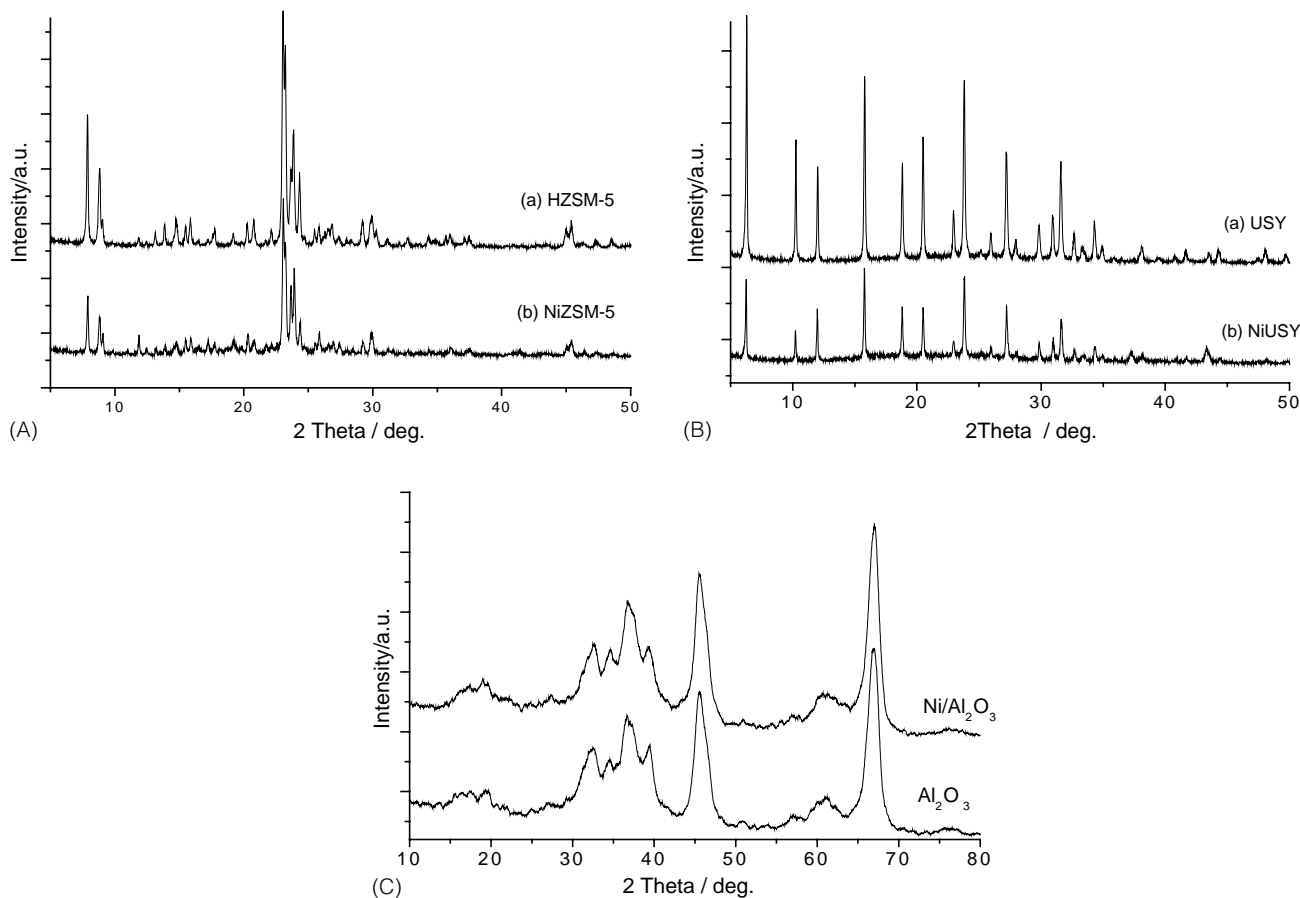 Intensity/a.u.
(a) HZSM-5
(b) NiZSM-5
10 20 30 40 50
2 Theta / deg.
(A)
Intensity/a.u.
(a) USY
(b) NiUSY
10 20 30 40 50
2Theta / deg.
(B)
Intensity/a.u.
Ni/Al₂O₃
Al₂O₃
10 20 30 40 50 60 70 80
2 Theta / deg.
(C)